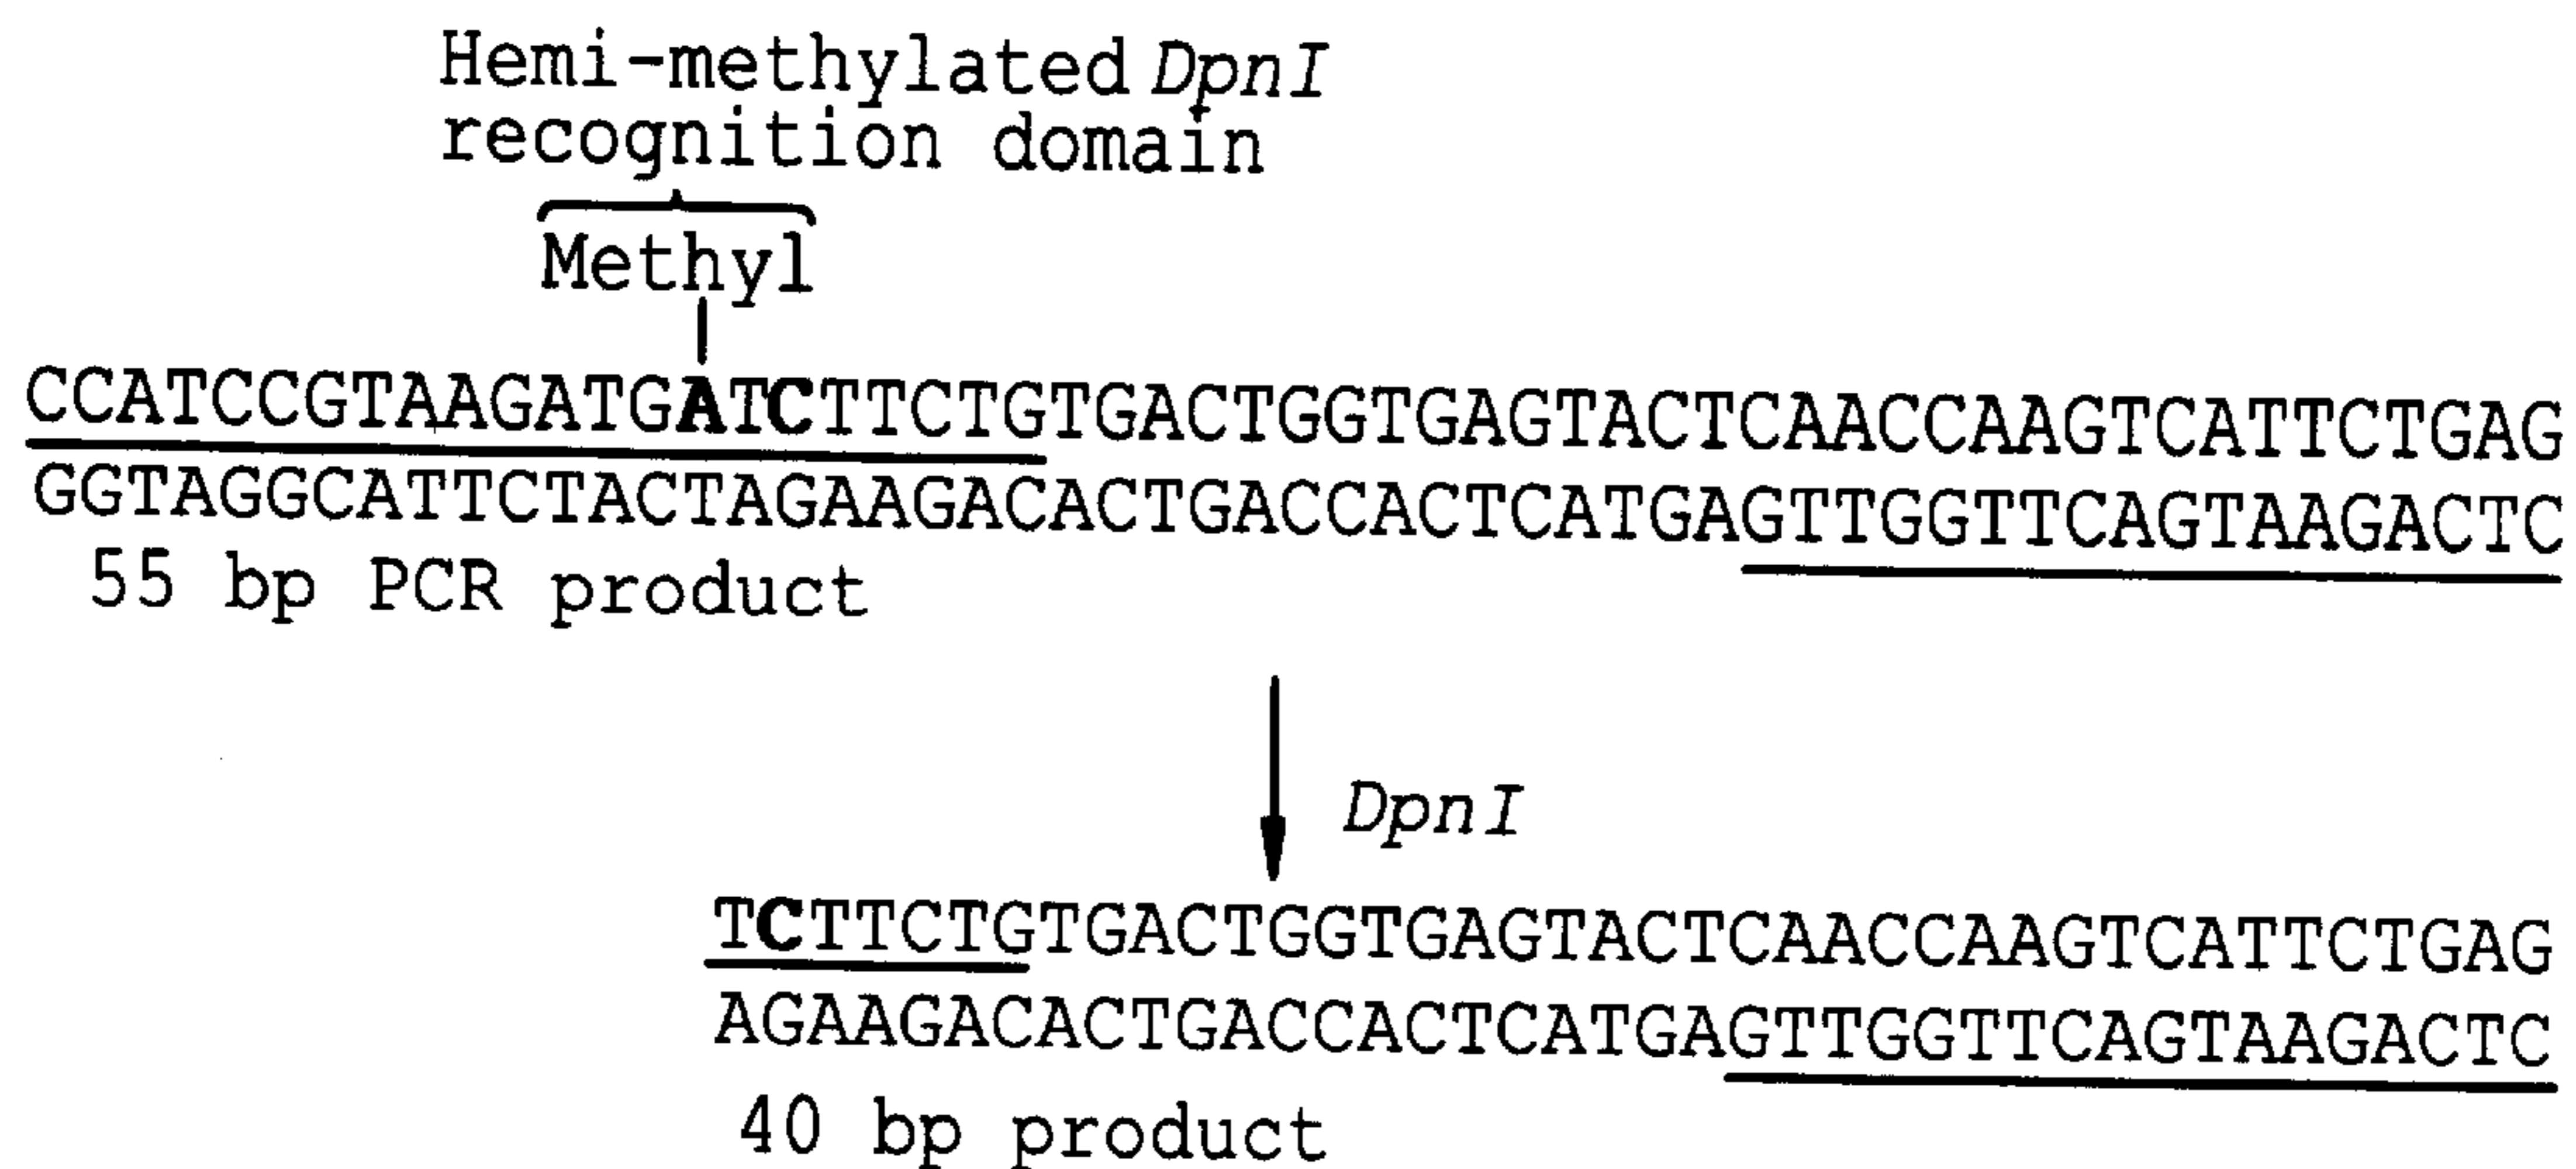 Hemi-methylated DpnI
recognition domain
Methyl
CCATCCGTAAGATGATCTTCTGTGACTGGTGAGTACTCAACCAAGTCATTCTGAG
GGTAGGCATTCTACTAGAAGACACTGACCACTCATGAGTTGGTTCAGTAAGACTC
55 bp PCR product
DpnI
TCTTCTGTGACTGGTGAGTACTCAACCAAGTCATTCTGAG
AGAAGACACTGACCACTCATGAGTTGGTTCAGTAAGACTC
40 bp product